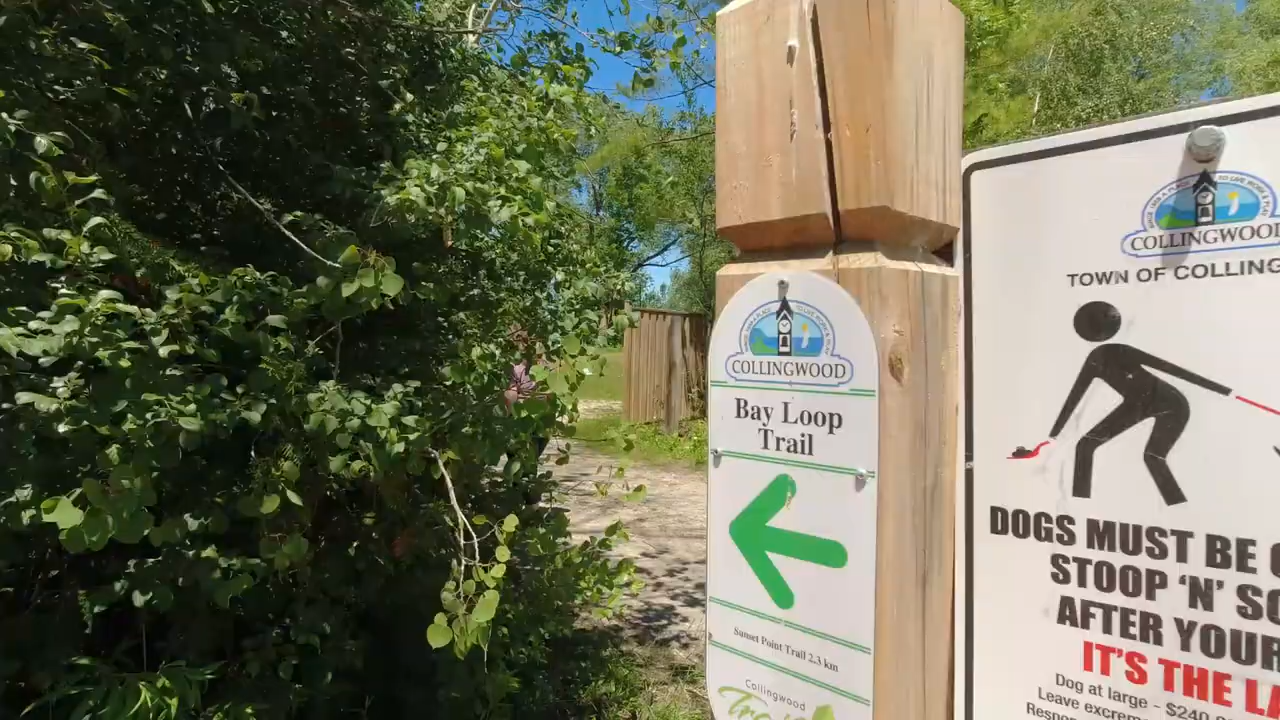 COLLINGWOOD
Bay Loop
Trail
Sunset Point Trail 2.3 km
Collingwood
COLLINGWOOD
TOWN OF COLLING
DOGS MUST BE
STOOP 'N' SC
AFTER YOUR
IT'S THE LA
Dog at large - $240
Leave excrem
Respon